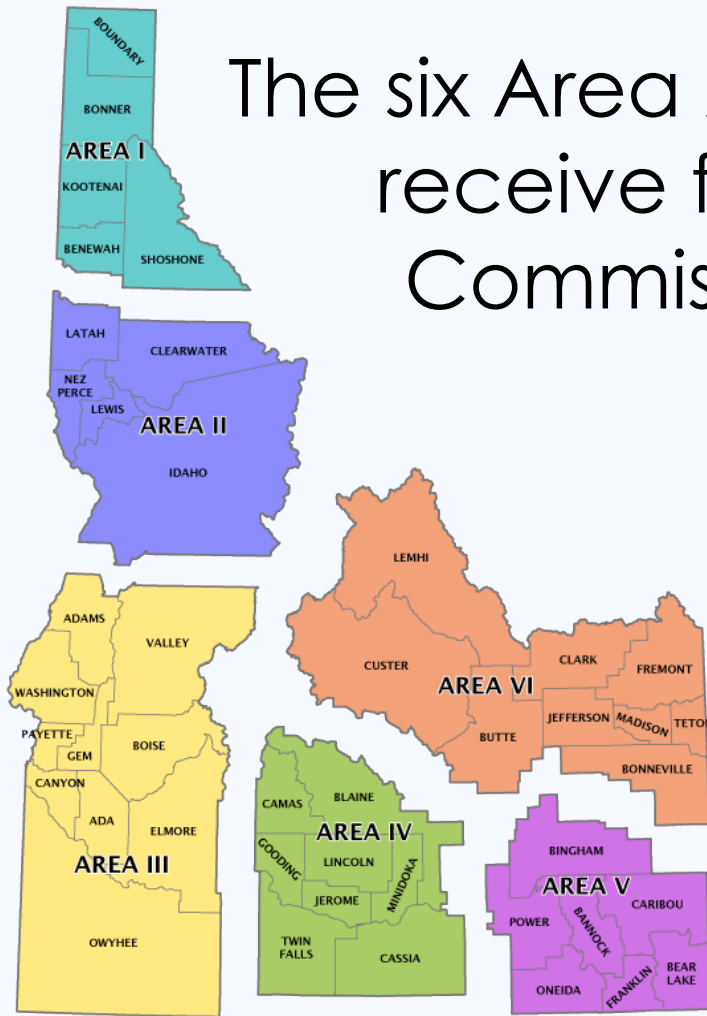 The six Area
receive
Commis
BOUNDARY
BONNER
AREA I
KOOTENAI
BENEWAH
SHOSHONE
LATAH
CLEARWATER
NEZ
PERCE
LEWIS
AREA II
IDAHO
ADAMS
VALLEY
WASHINGTON
PAYETTE
GEM
BOISE
CANYON
ADA
ELMORE
AREA III
OWYHEE
LEMHI
CUSTER
CLARK
FREMONT
AREA VI
JEFFERSON
MADISON
TETON
BUTTE
BONNEVILLE
CAMAS
BLAINE
AREA IV
GOODING
LINCOLN
MINIDOKA
JEROME
TWIN
FALLS
CASSIA
BINGHAM
AREA V
CARIBOU
POWER
BANNOCK
BEAR
LAKE
ONEIDA
FRANKLIN